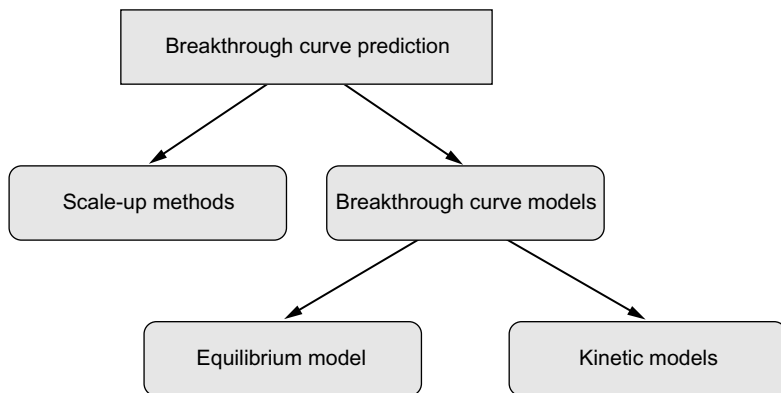 Breakthrough curve prediction
Scale-up methods
Breakthrough curve models
Equilibrium model
Kinetic models